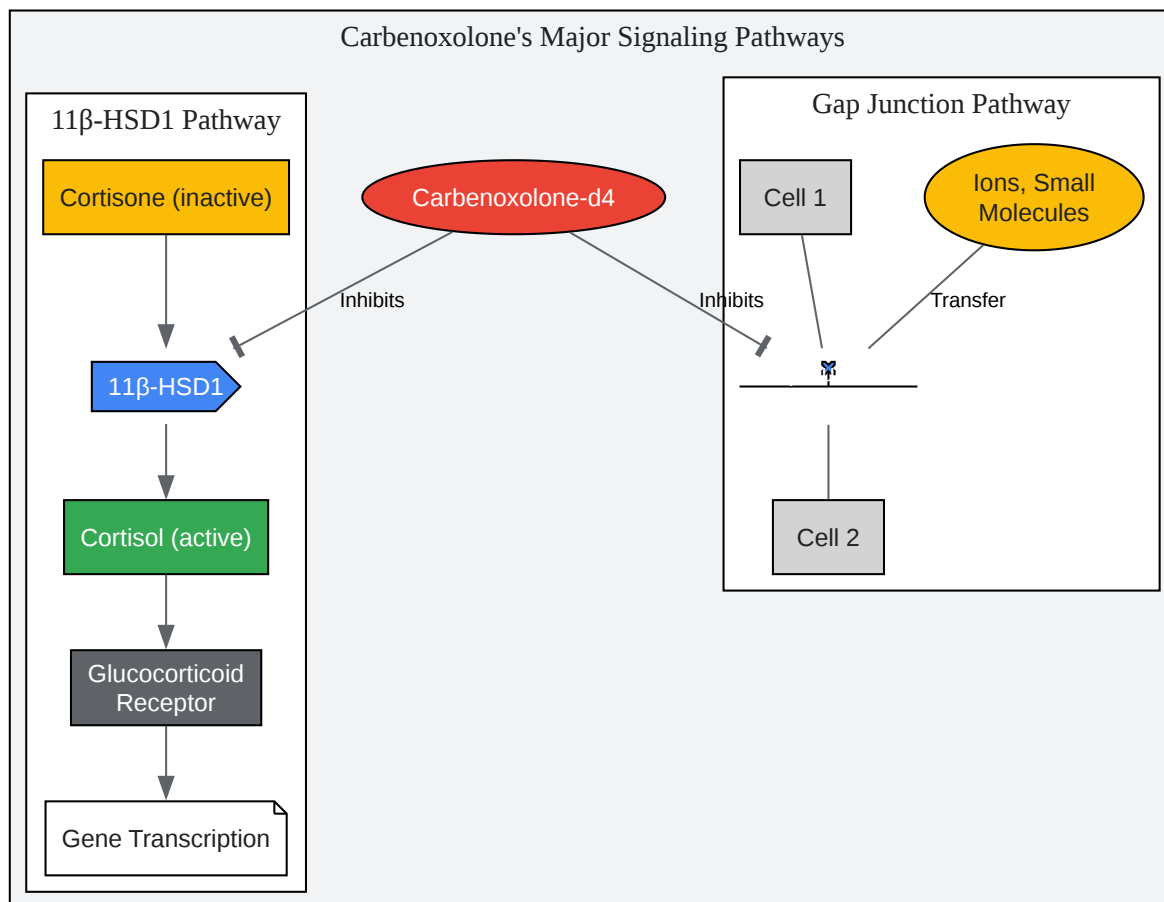 Carbenoxolone's Major Signaling Pathways
11β-HSD1 Pathway
Cortisone (inactive)
11β-HSD1
Cortisol (active)
Glucocorticoid
Receptor
Gene Transcription
Carbenoxolone-d4
Inhibits
Inhibits
Gap Junction Pathway
Cell 1
Ions, Small
Molecules
Transfer
Cell 2